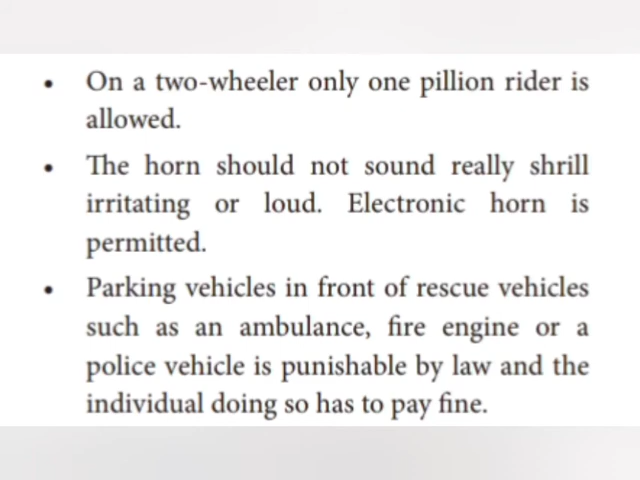 • On a two-wheeler only one pillion rider is
allowed.
• The horn should not sound really shrill
irritating or loud. Electronic horn is
permitted.
• Parking vehicles in front of rescue vehicles
such as an ambulance, fire engine or a
police vehicle is punishable by law and the
individual doing so has to pay fine.